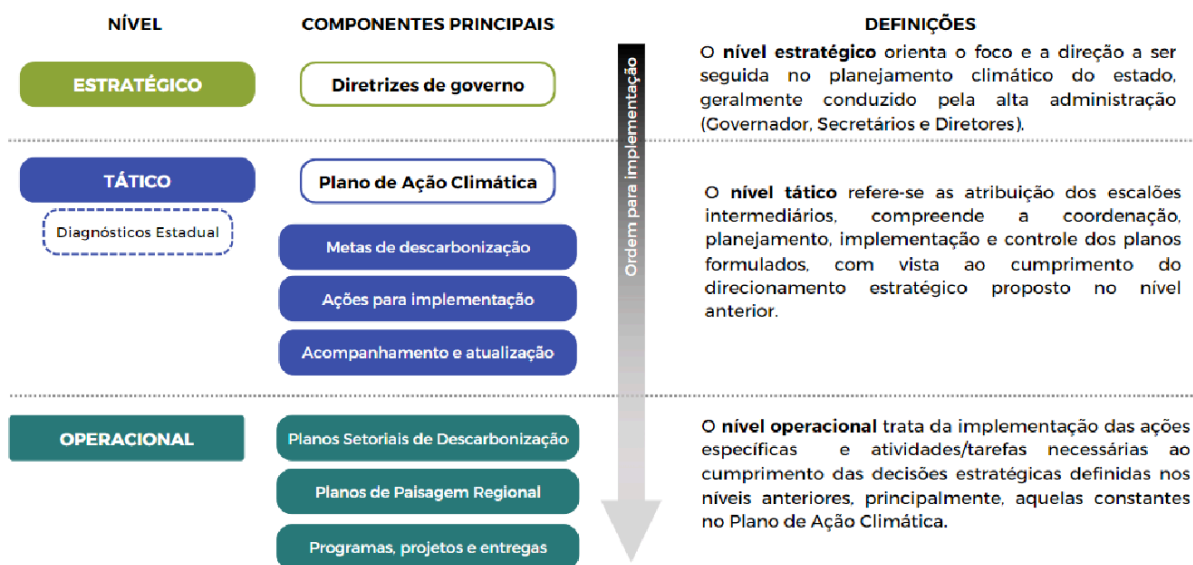 NÍVEL
COMPONENTES PRINCIPAIS
DEFINIÇÕES
ESTRATÉGICO
Diretrizes de governo
O nível estratégico orienta o foco e a direção a ser
seguida no planejamento climático do estado,
geralmente conduzido pela alta administração
(Governador, Secretários e Diretores).
Ordem para implementação
TÁTICO
Diagnósticos Estadual
Plano de Ação Climática
Metas de descarbonização
Ações para implementação
Acompanhamento e atualização
O nível tático refere-se as atribuição dos escalões
intermediários, compreende a coordenação,
planejamento, implementação e controle dos planos
formulados, com vista ao cumprimento do
direcionamento estratégico proposto no nível
anterior.
OPERACIONAL
Planos Setoriais de Descarbonização
Planos de Paisagem Regional
Programas, projetos e entregas
O nível operacional trata da implementação das ações
específicas e atividades/tarefas necessárias ao
cumprimento das decisões estratégicas definidas nos
níveis anteriores, principalmente, aquelas constantes
no Plano de Ação Climática.